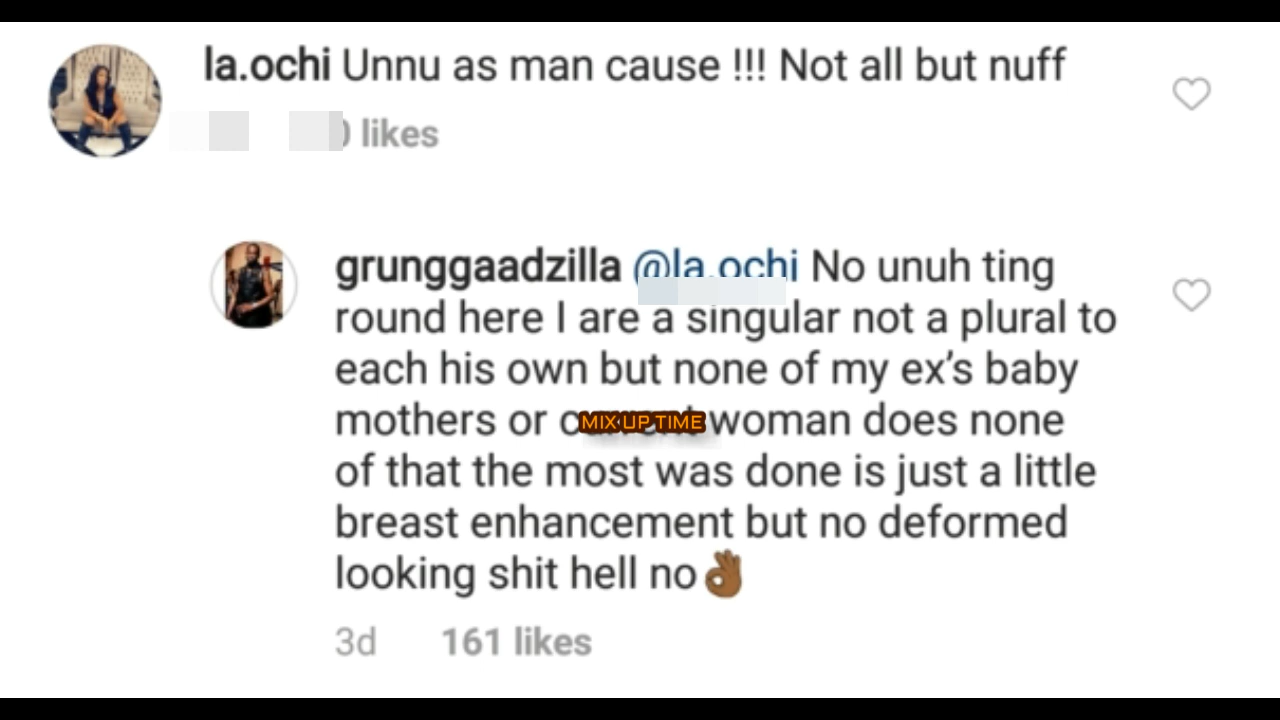 la.ochi Unnu as man cause !!! Not all but nuff
likes
grunggaadzilla @la.ochi No unuh ting
round here I are a singular not a plural to
each his own but none of my ex's baby
mothers or woman does none
MIX UP TIME
of that the most was done is just a little
breast enhancement but no deformed
looking shit hell no👌🏾
3d 161 likes